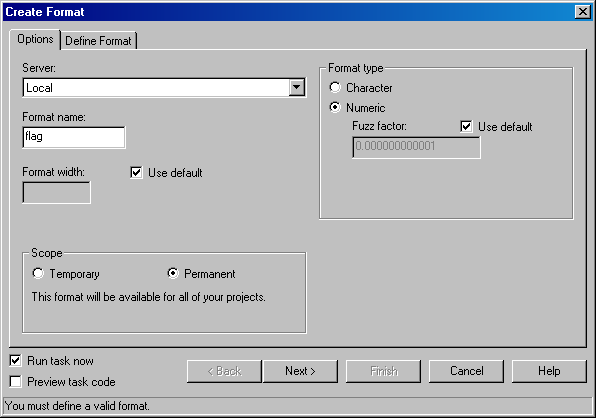 Create Format
Options
Define Format
Server:
Local
Format name:
flag
Format width:
Use default
Format type
Character
Numeric
Fuzz factor:
Use default
0.000000000001
Scope
Temporary
Permanent
This format will be available for all of your projects.
Run task now
Preview task code
< Back
Next >
Finish
Cancel
Help
You must define a valid format.